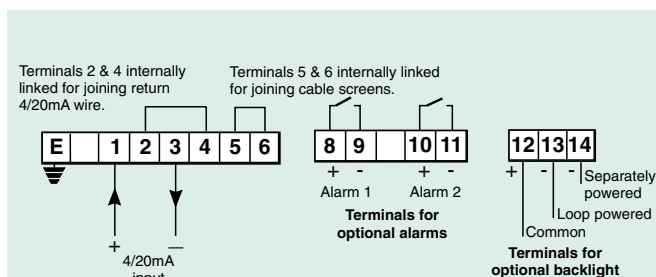 Terminals 2 & 4 internally
linked for joining return
4/20mA wire.
Terminals 5 & 6 internally linked
for joining cable screens.
E 1 2 3 4 5 6
8 9 10 11
12 13 14
+ -
Alarm 1
+ -
Alarm 2
Terminals for
optional alarms
+ - -
Separately
powered
Loop powered
Common
Terminals for
optional backlight
+ —
4/20mA
input